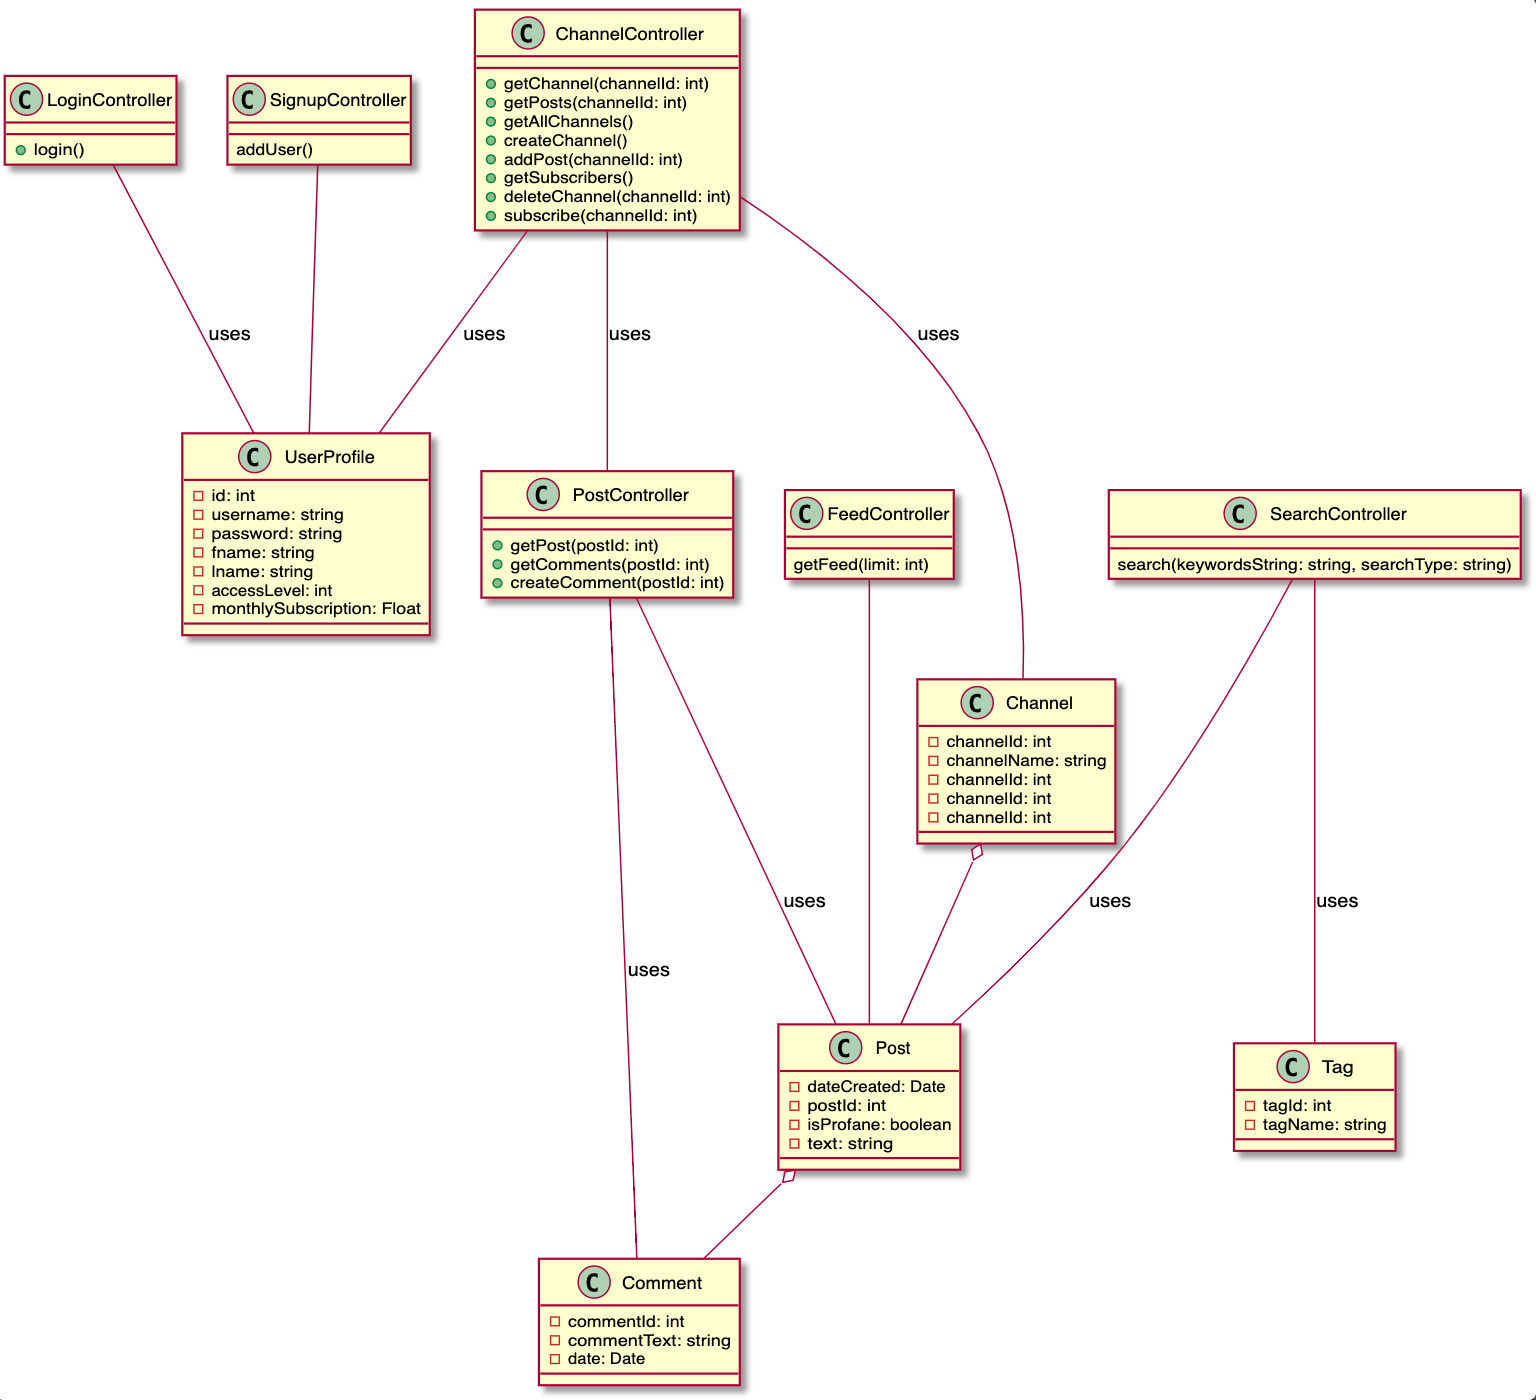 C ChannelController
getChannel(channelId: int)
getPosts(channelId: int)
getAllChannels()
createChannel()
addPost(channelId: int)
getSubscribers()
deleteChannel(channelId: int)
subscribe(channelId: int)
C LoginController
login()
C SignupController
addUser()
uses
uses
uses
uses
C UserProfile
id: int
username: string
password: string
fname: string
lname: string
accessLevel: int
monthlySubscription: Float
C PostController
getPost(postId: int)
getComments(postId: int)
createComment(postId: int)
C FeedController
getFeed(limit: int)
C SearchController
search(keywordsString: string, searchType: string)
C Channel
channelId: int
channelName: string
channelId: int
channelId: int
channelId: int
uses
uses
uses
uses
C Post
dateCreated: Date
postId: int
isProfane: boolean
text: string
C Tag
tagId: int
tagName: string
C Comment
commentId: int
commentText: string
date: Date